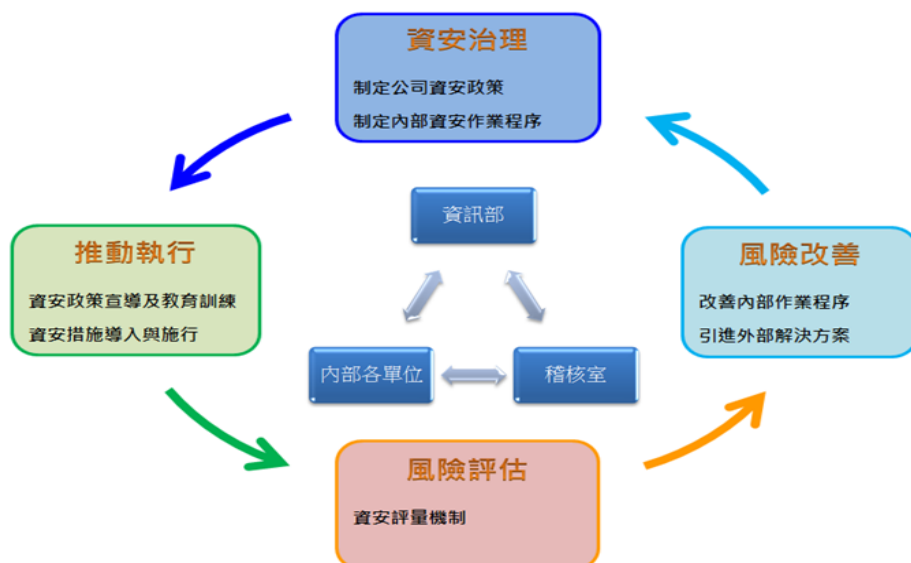 資安治理
制定公司資安政策
制定內部資安作業程序
資訊部
推動執行
資安政策宣導及教育訓練
資安措施導入與施行
風險改善
改善內部作業程序
引進外部解決方案
內部各單位
稽核室
風險評估
資安評量機制